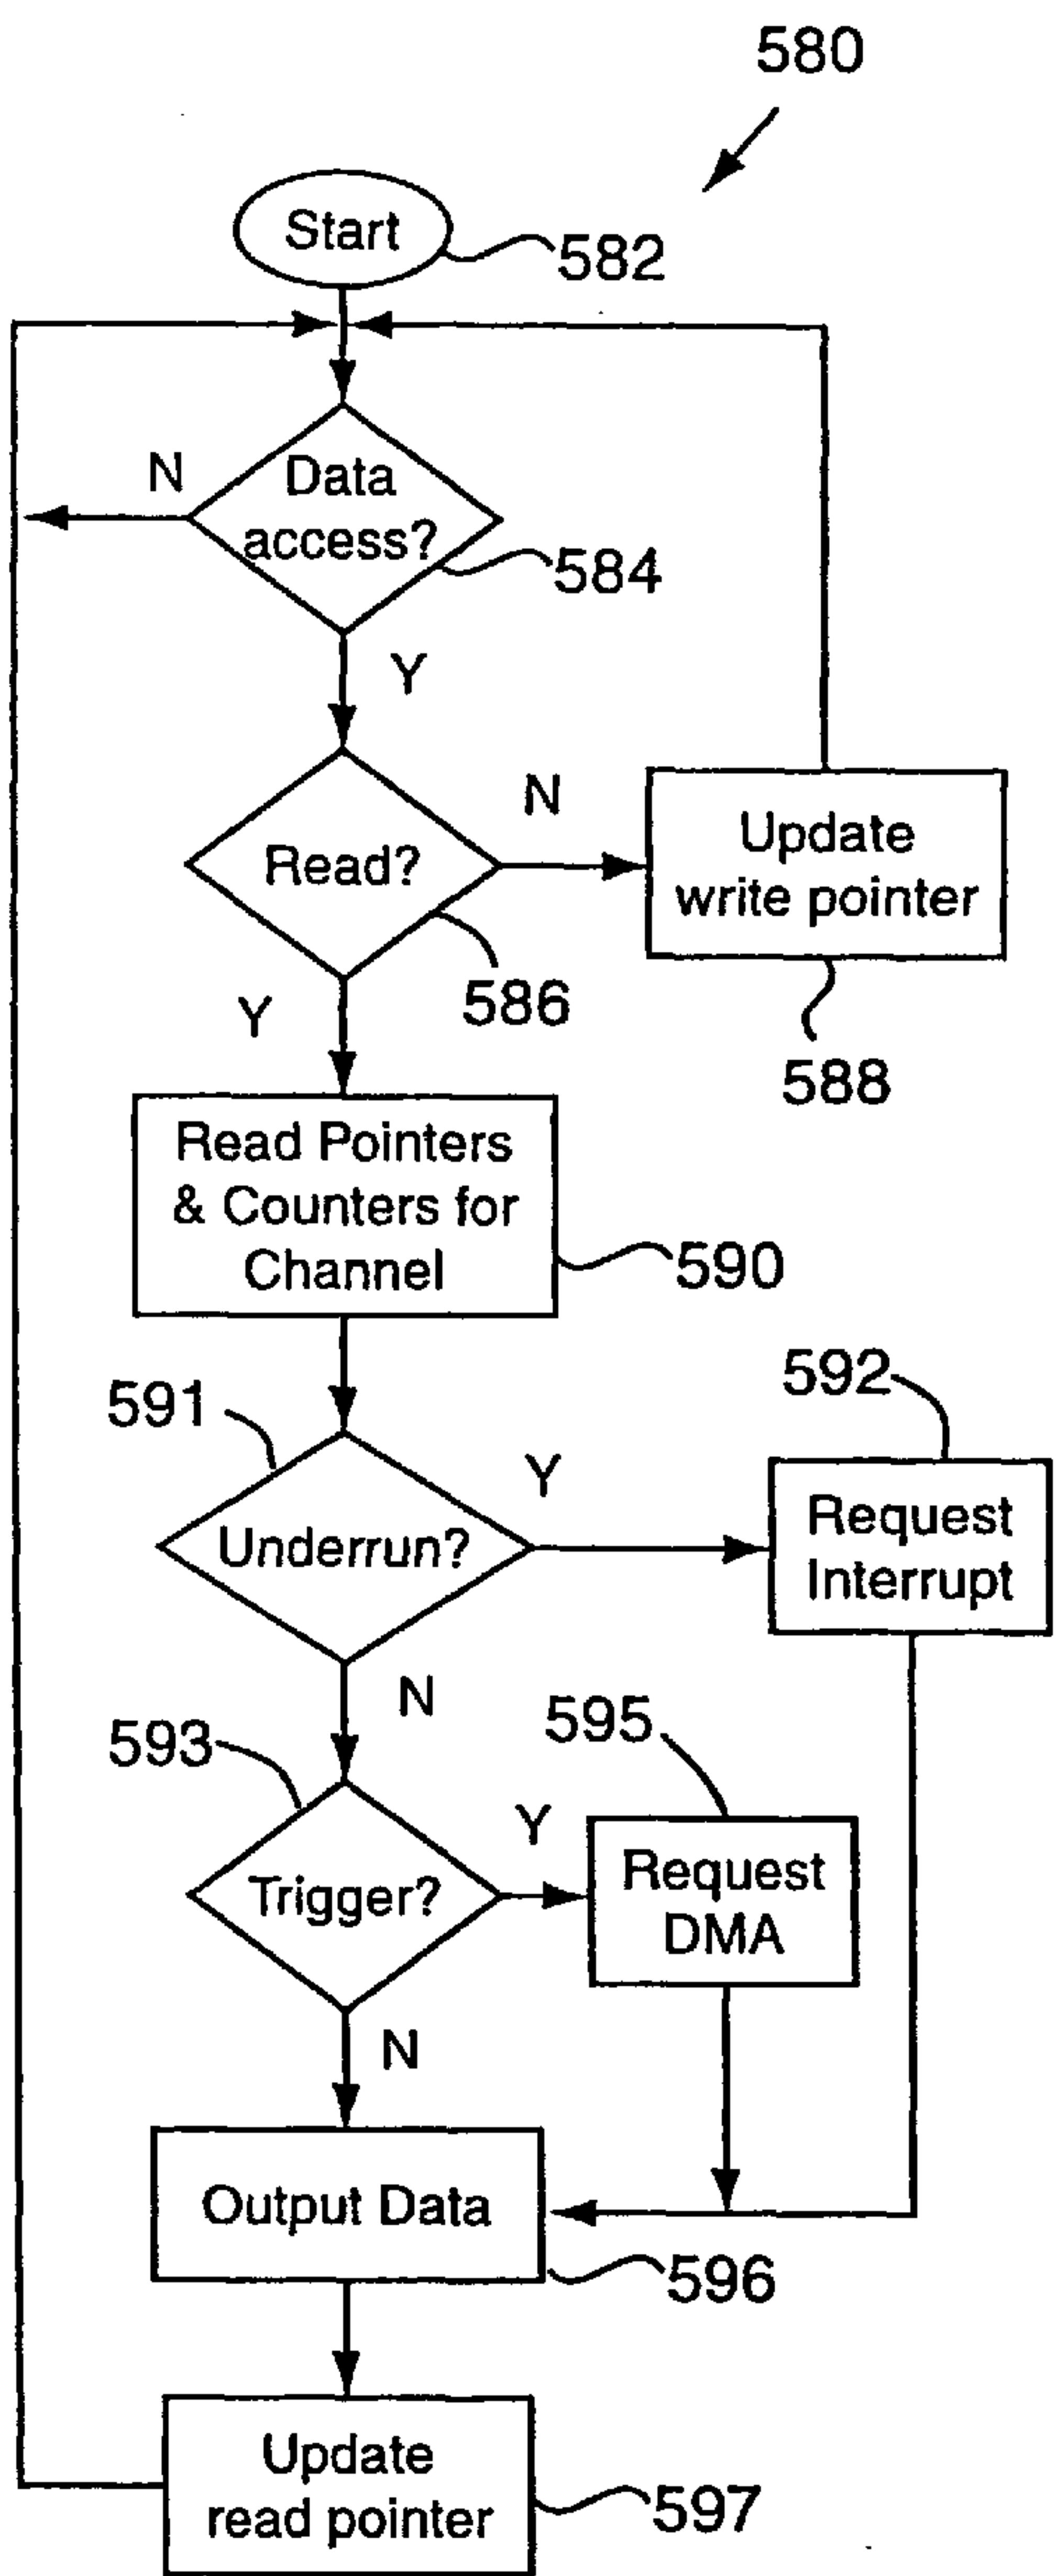 580
Start
582
N
Data
access?
584
Y
N
Update
write pointer
Read?
586
Y
588
Read Pointers
& Counters for
Channel
590
592
591
Y
Request
Interrupt
Underrun?
N
595
593
Y
Request
DMA
Trigger?
N
Output Data
596
Update
read pointer
597